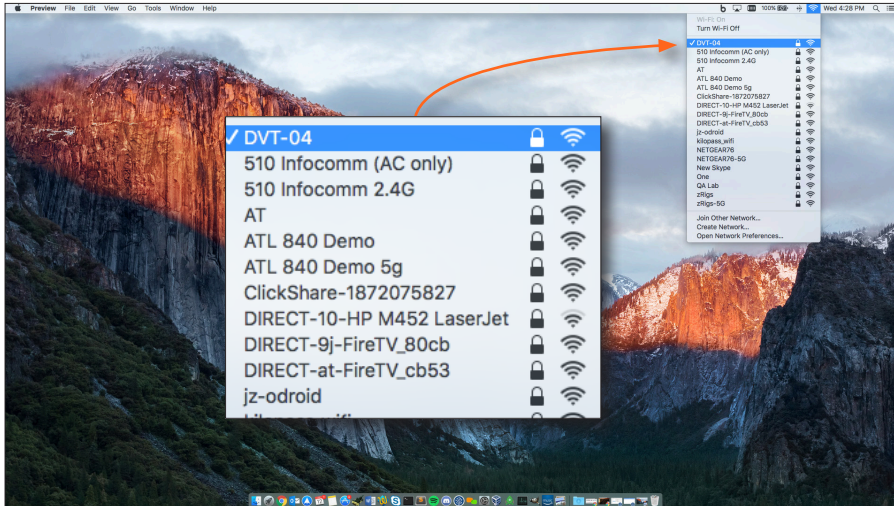 Preview File Edit View Go Tools Window Help
100% Wed 4:28 PM
Wi-Fi: On
Turn Wi-Fi Off
DVT-04
510 Infocomm (AC only)
510 Infocomm 2.4G
AT
ATL 840 Demo
ATL 840 Demo 5g
ClickShare-1872075827
DIRECT-10-HP M452 LaserJet
DIRECT-9j-FireTV_80cb
DIRECT-at-FireTV_cb53
jz-odroid
kilopass_wifi
NETGEAR76
NETGEAR76-5G
New Skype
One
QA Lab
zRigs
zRigs-5G
Join Other Network...
Create Network...
Open Network Preferences...
DVT-04
510 Infocomm (AC only)
510 Infocomm 2.4G
AT
ATL 840 Demo
ATL 840 Demo 5g
ClickShare-1872075827
DIRECT-10-HP M452 LaserJet
DIRECT-9j-FireTV_80cb
DIRECT-at-FireTV_cb53
jz-odroid